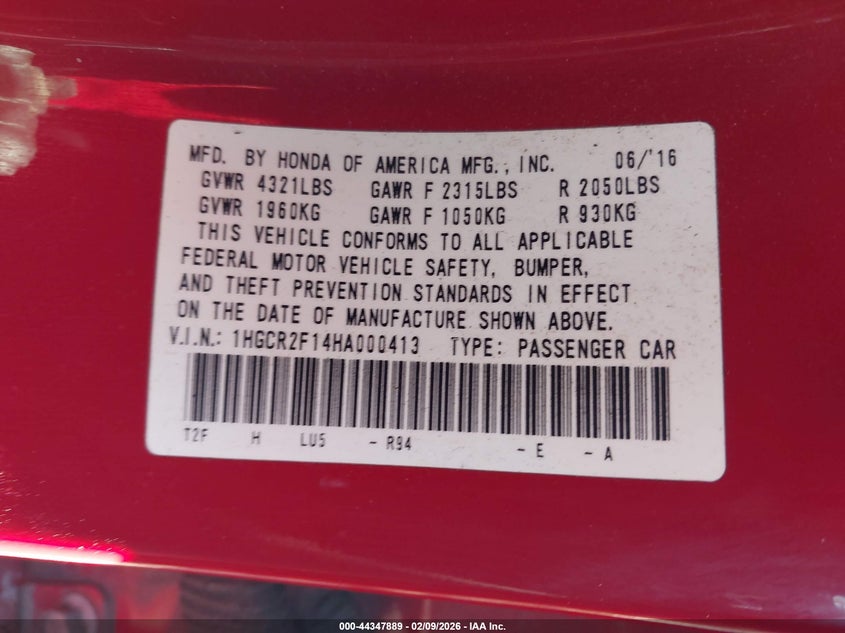 MFD. BY HONDA OF AMERICA MFG., INC. 06/'16
GVWR 4321LBS GAWR F 2315LBS R 2050LBS
GVWR 1960KG GAWR F 1050KG R 930KG
THIS VEHICLE CONFORMS TO ALL APPLICABLE
FEDERAL MOTOR VEHICLE SAFETY, BUMPER,
AND THEFT PREVENTION STANDARDS IN EFFECT
ON THE DATE OF MANUFACTURE SHOWN ABOVE.
V.I.N.: 1HGCR2F14HA000413 TYPE: PASSENGER CAR
T2F H LU5 - R94 - E - A
000-44347889 | 02/09/2026 - IAA Inc.